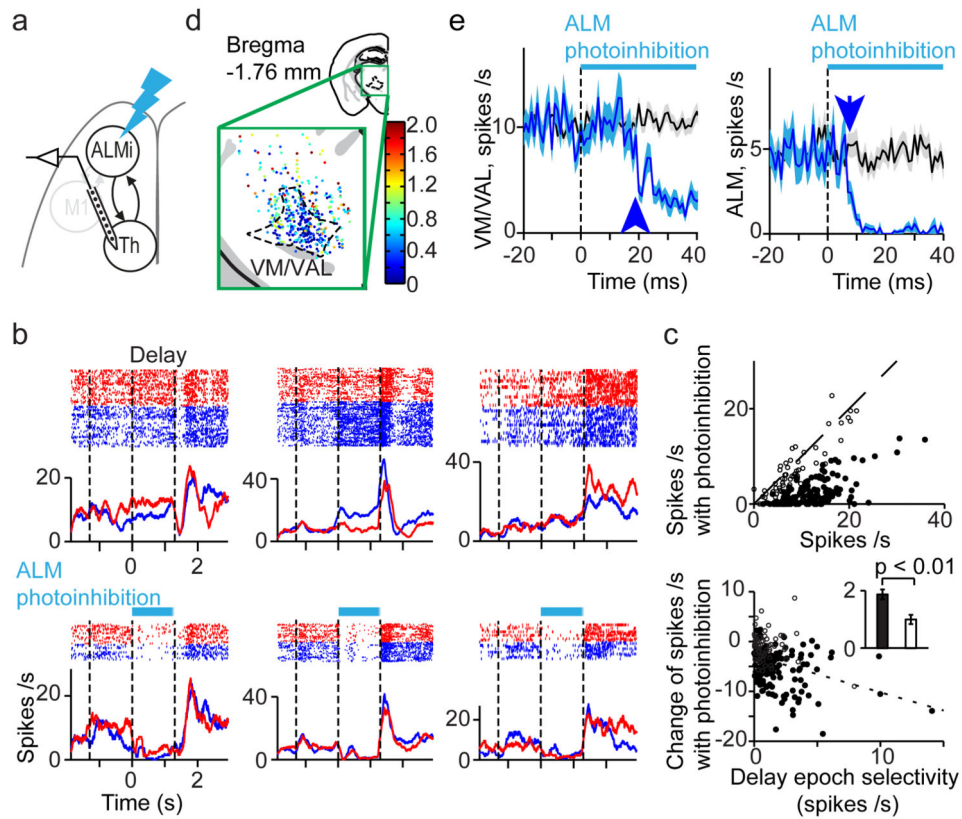 a
ALMi
M1
Th
d
Bregma
-1.76 mm
2.0
1.6
1.2
0.8
0.4
0
VM/VAL
e
ALM
photoinhibition
VM/VAL, spikes /s
10
0
-20
0
20
40
Time (ms)
ALM
photoinhibition
ALM, spikes /s
5
0
-20
0
20
40
Time (ms)
b
Delay
20
0
0
2
40
0
40
0
ALM
photoinhibition
Spikes /s
20
0
0
2
Time (s)
40
0
20
0
c
Spikes /s
with photoinhibition
20
0
0
20
40
Spikes /s
Change of spikes /s
with photoinhibition
10
5
0
-5
-10
-20
0
10
p < 0.01
2
0
Delay epoch selectivity
(spikes /s)